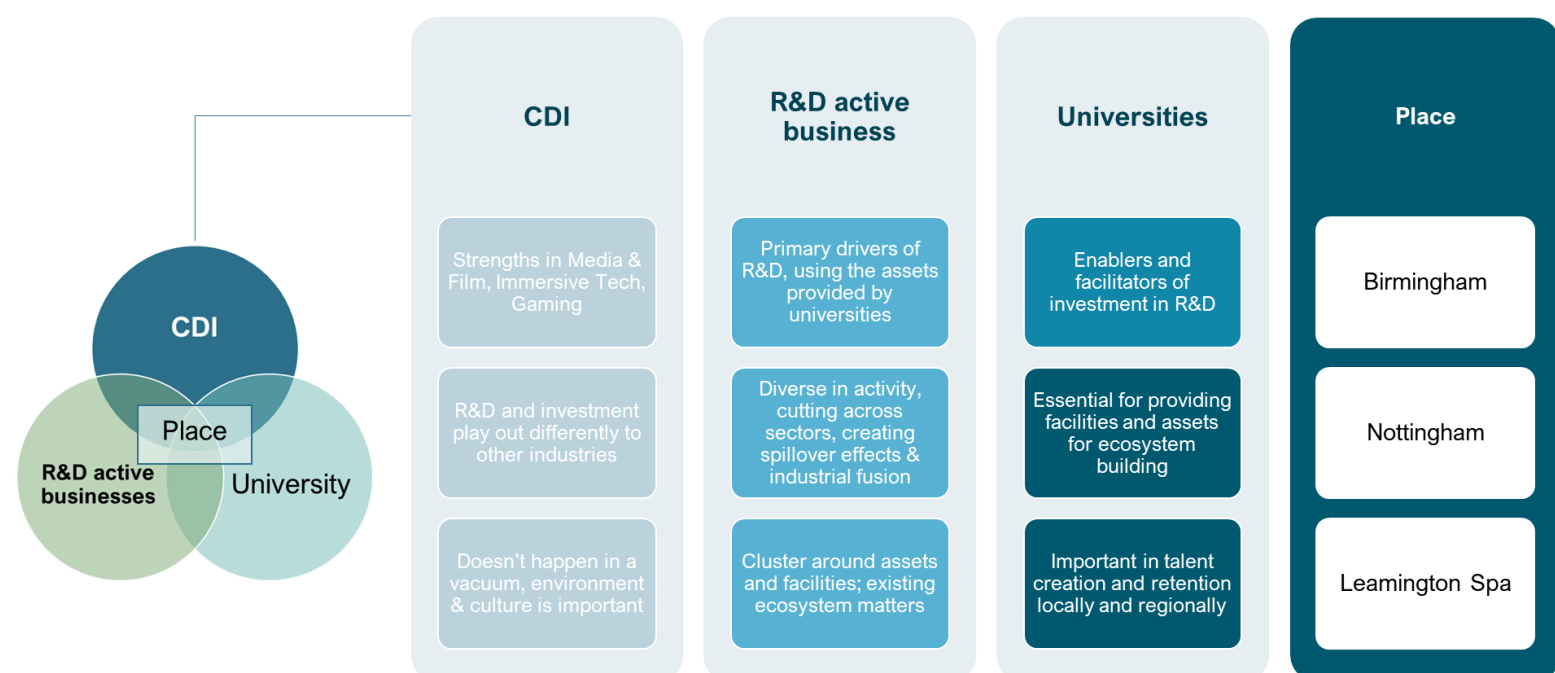 CDI
Place
R&D active
businesses
University
CDI
Strengths in Media &
Film, Immersive Tech,
Gaming
R&D and investment
play out differently to
other industries
Doesn’t happen in a
vacuum, environment
& culture is important
R&D active
business
Primary drivers of
R&D, using the assets
provided by
universities
Diverse in activity,
cutting across
sectors, creating
spillover effects &
industrial fusion
Cluster around assets
and facilities; existing
ecosystem matters
Universities
Enablers and
facilitators of
investment in R&D
Essential for providing
facilities and assets
for ecosystem
building
Important in talent
creation and retention
locally and regionally
Place
Birmingham
Nottingham
Leamington Spa